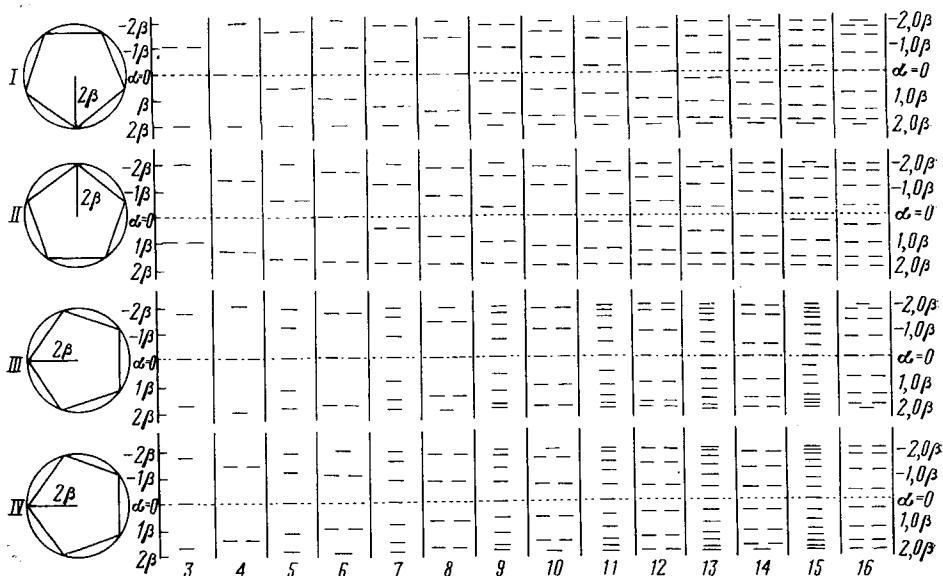 -2β -2,0β
-1β -1,0β
I α=0 α=0
2β
β 1,0β
2β 2,0β
-2β -2,0β
2β
-1β -1,0β
II α=0 α=0
1β 1,0β
2β 2,0β
-2β -2,0β
-1β -1,0β
2β
III α=0 α=0
1β 1,0β
2β 2,0β
-2β -2,0β
-1β -1,0β
2β
IV α=0 α=0
1β 1,0β
2β 2,0β
3 4 5 6 7 8 9 10 11 12 13 14 15 16